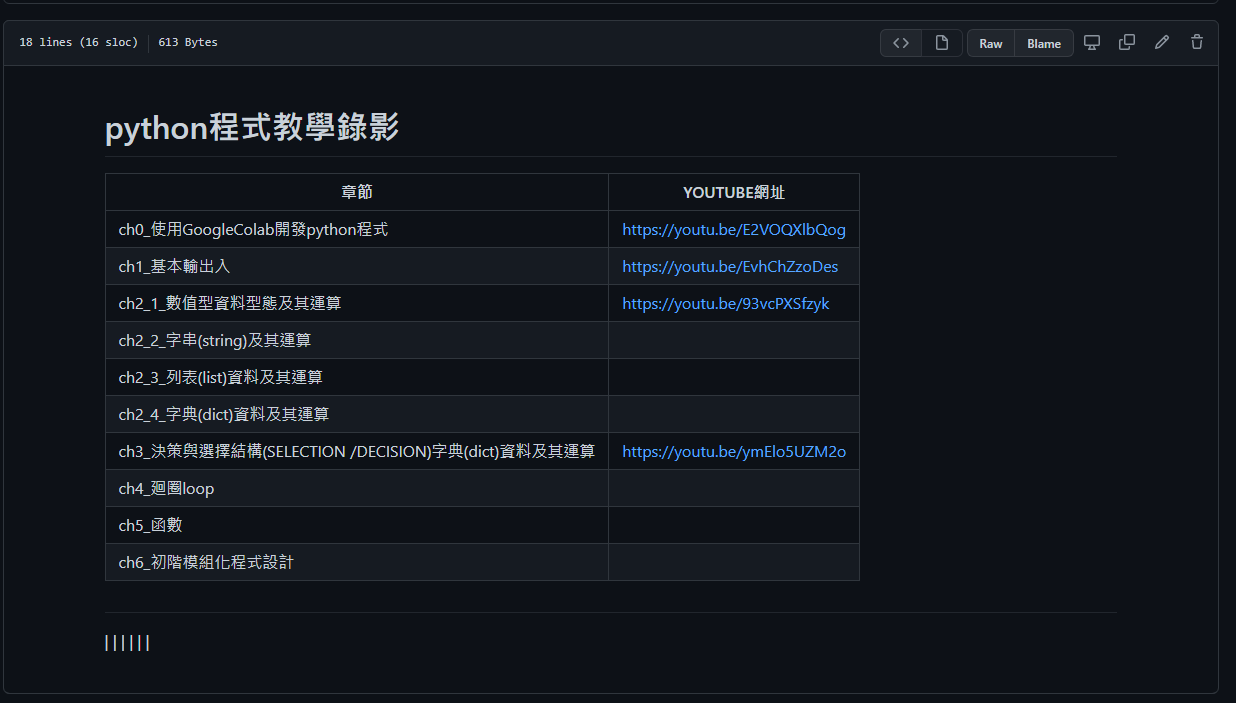 18 lines (16 sloc) 613 Bytes Raw Blame
python程式教學錄影
章節 YOUTUBE網址
ch0_使用GoogleColab開發python程式 https://youtu.be/E2VOQXlbQog
ch1_基本輸出入 https://youtu.be/EvhChZzoDes
ch2_1_數值型資料型態及其運算 https://youtu.be/93vcPXSfzyk
ch2_2_字串(string)及其運算
ch2_3_列表(list)資料及其運算
ch2_4_字典(dict)資料及其運算
ch3_決策與選擇結構(SELECTION /DECISION)字典(dict)資料及其運算 https://youtu.be/ymElo5UZM2o
ch4_廻圈loop
ch5_函數
ch6_初階模組化程式設計
| | | | | |